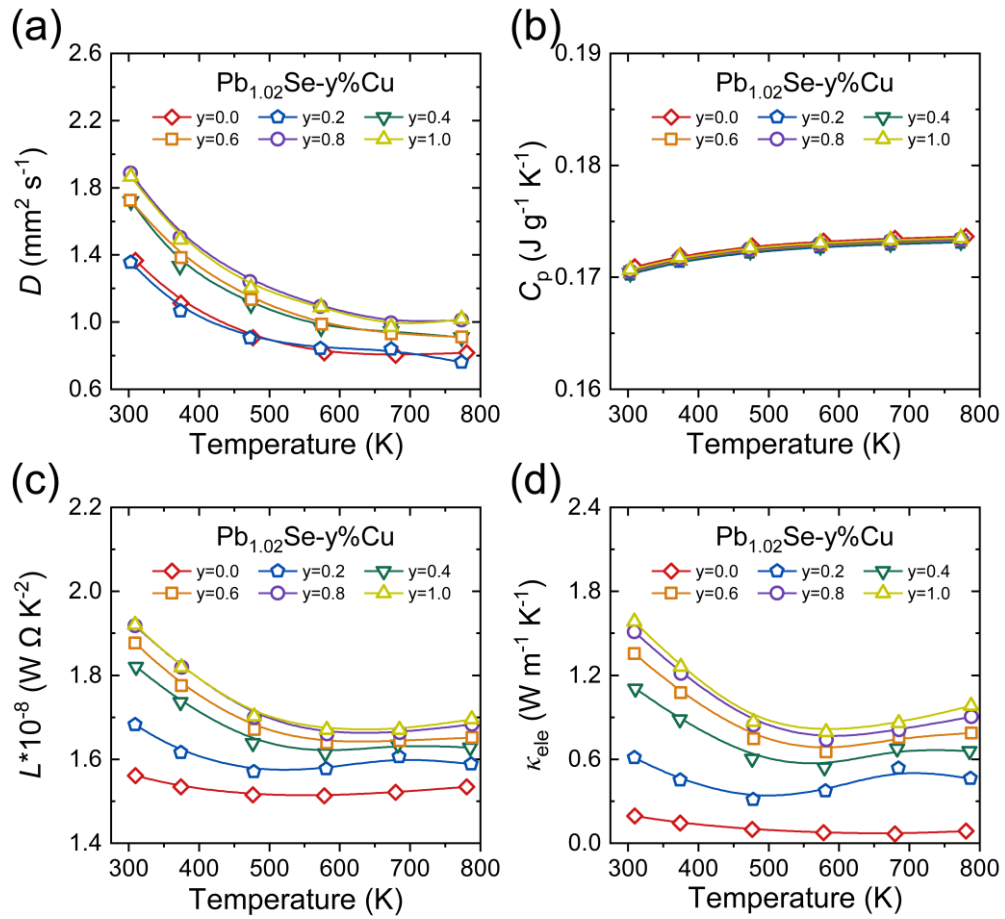 (a)
Pb1.02Se-y%Cu
y=0.0 y=0.2 y=0.4
y=0.6 y=0.8 y=1.0
D (mm² s⁻¹)
2.6
2.2
1.8
1.4
1.0
0.6
300 400 500 600 700 800
Temperature (K)
(b)
Pb1.02Se-y%Cu
y=0.0 y=0.2 y=0.4
y=0.6 y=0.8 y=1.0
Cp (J g⁻¹ K⁻¹)
0.19
0.18
0.17
0.16
300 400 500 600 700 800
Temperature (K)
(c)
Pb1.02Se-y%Cu
y=0.0 y=0.2 y=0.4
y=0.6 y=0.8 y=1.0
L*10⁻⁸ (W Ω K⁻²)
2.2
2.0
1.8
1.6
1.4
300 400 500 600 700 800
Temperature (K)
(d)
Pb1.02Se-y%Cu
y=0.0 y=0.2 y=0.4
y=0.6 y=0.8 y=1.0
κele (W m⁻¹ K⁻¹)
2.4
1.8
1.2
0.6
0.0
300 400 500 600 700 800
Temperature (K)